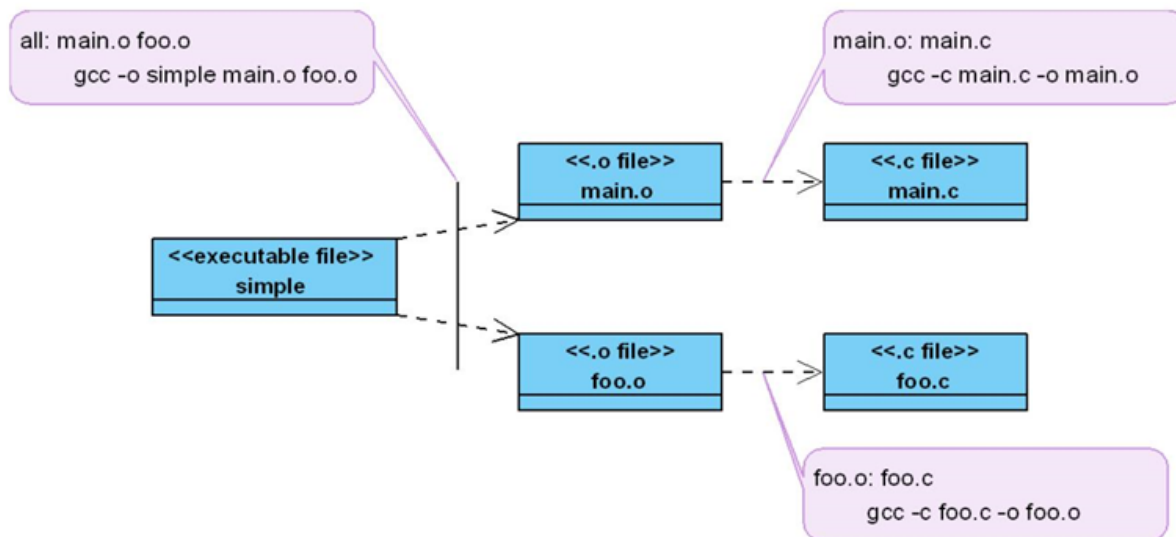 all: main.o foo.o
gcc -o simple main.o foo.o
main.o: main.c
gcc -c main.c -o main.o
<<.o file>>
main.o
<<.c file>>
main.c
<<executable file>>
simple
<<.o file>>
foo.o
<<.c file>>
foo.c
foo.o: foo.c
gcc -c foo.c -o foo.o